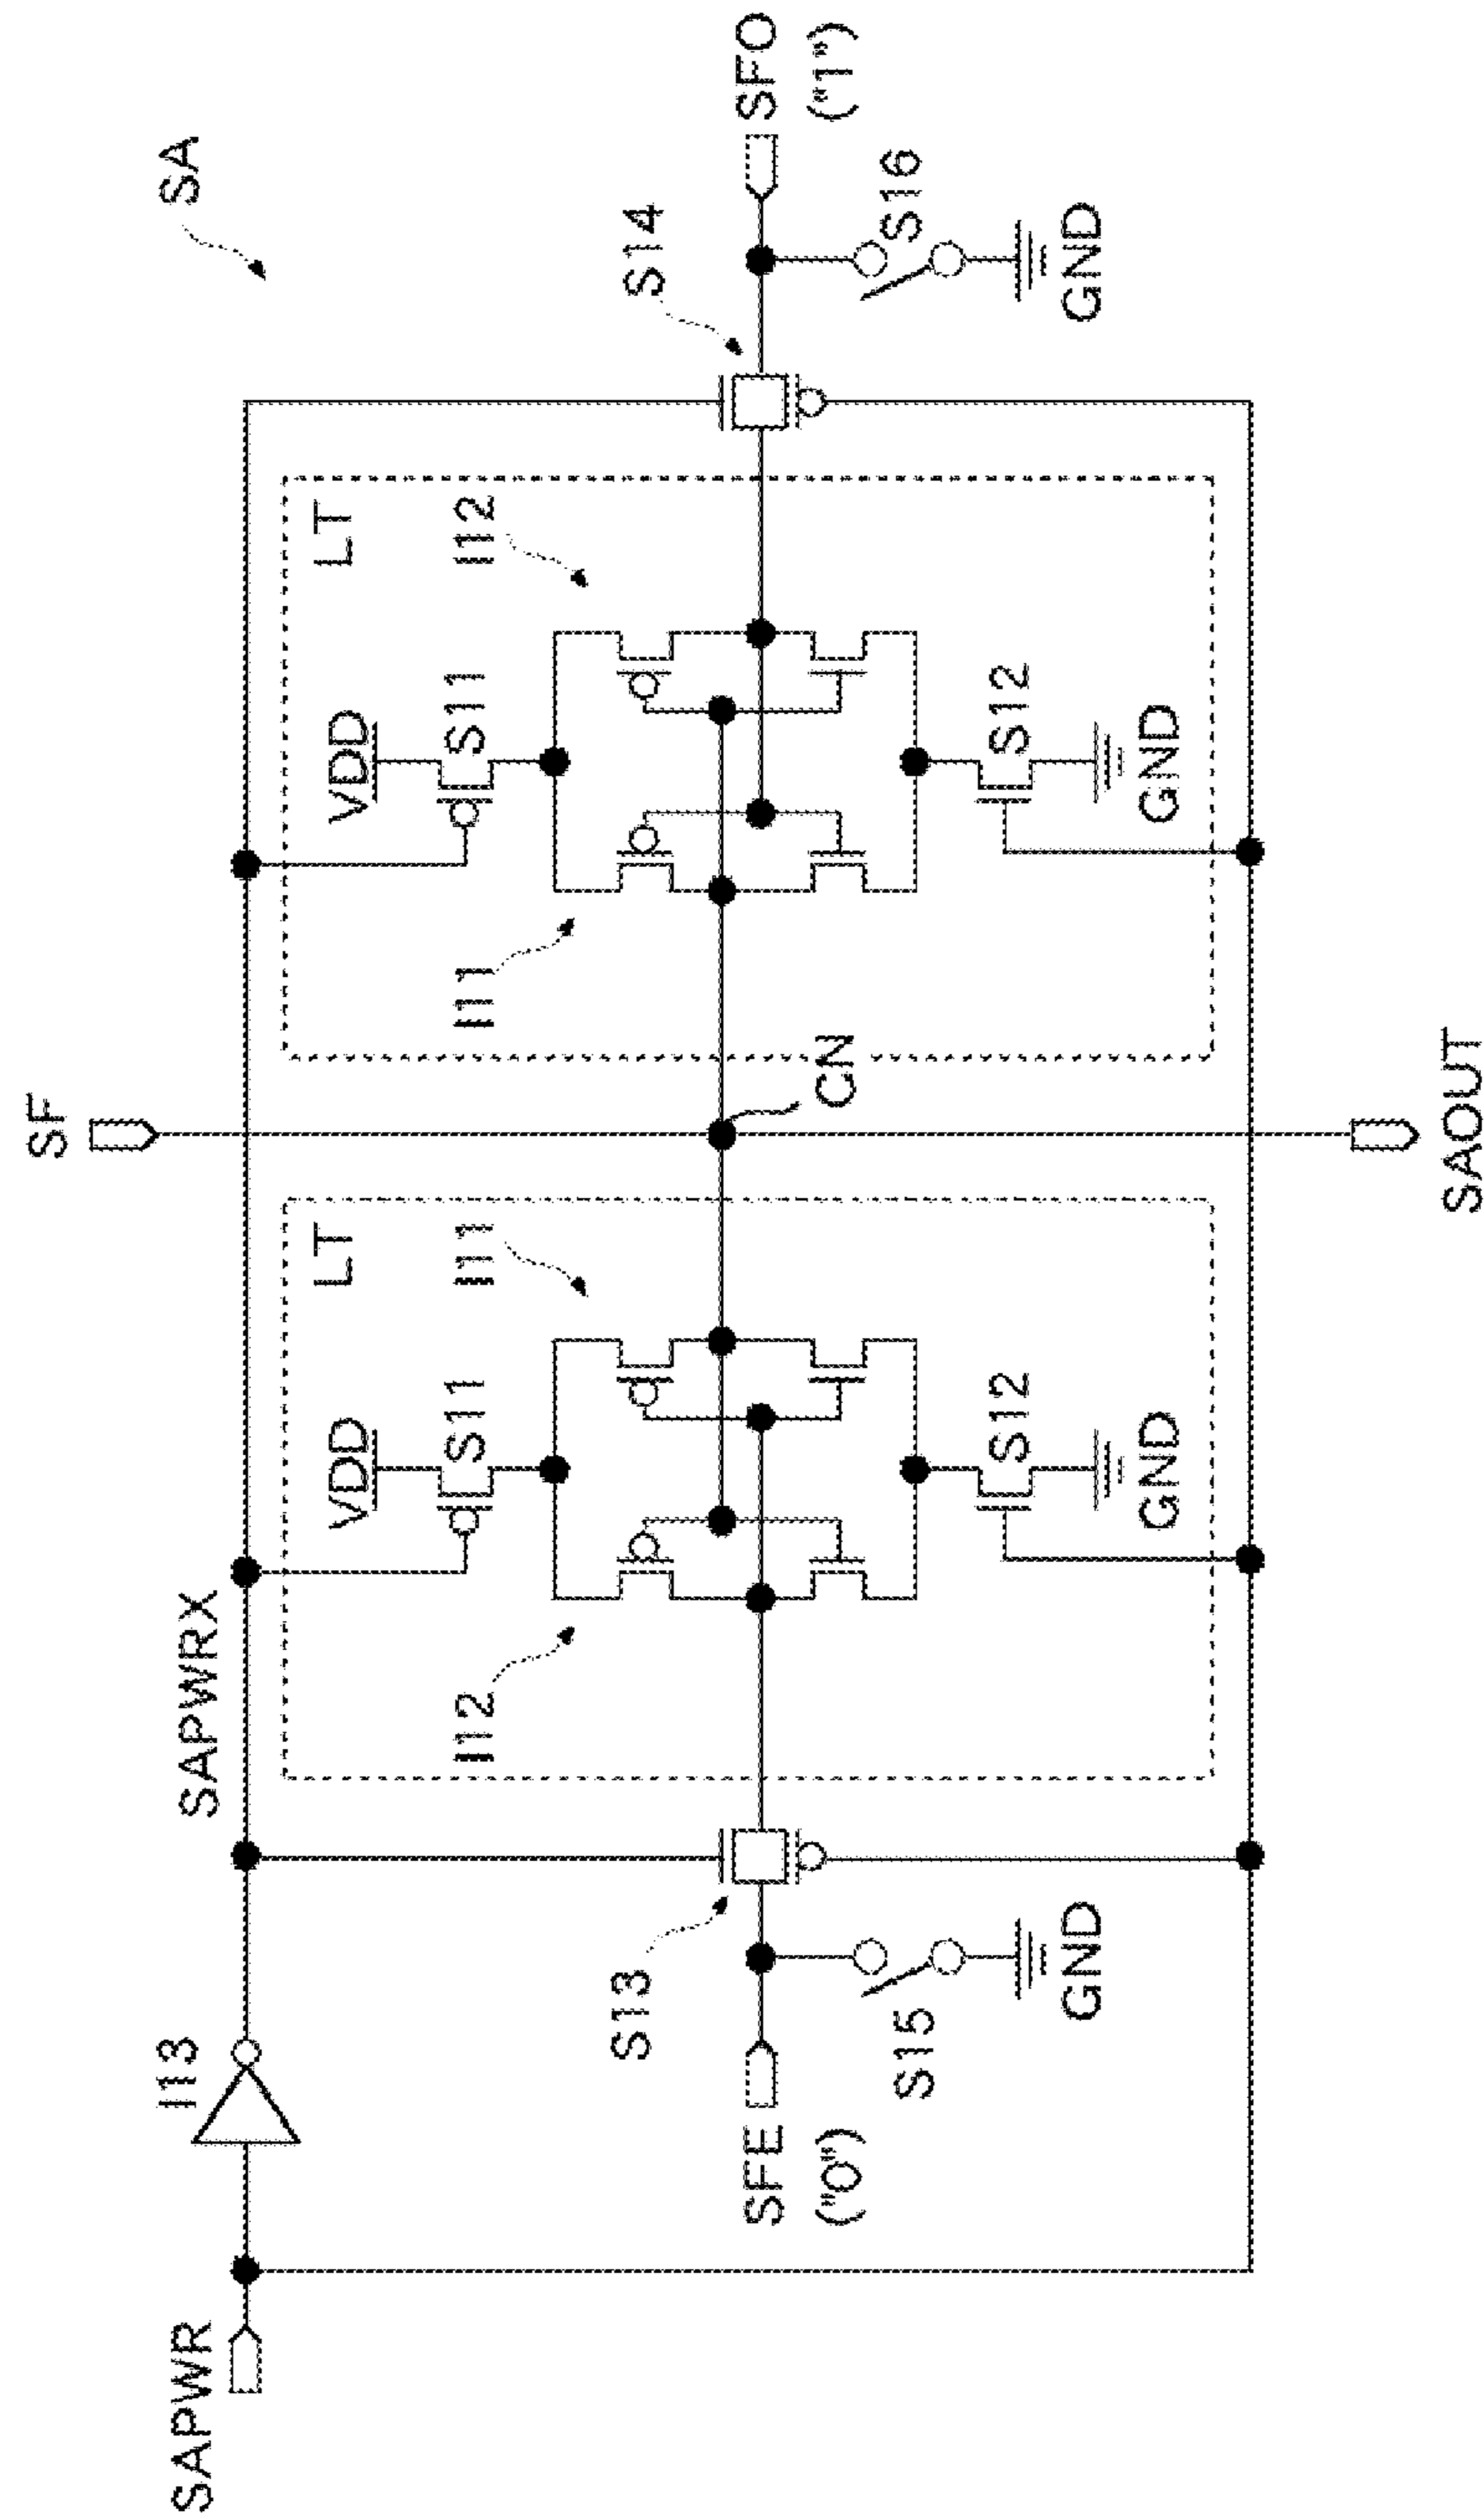 SF
SA
SAPWR
I13
SAPWRX
LT
LT
VDD
S11
I11
I12
VDD
S11
I11
I12
S13
S14
SFE
("0")
SFO
("1")
CN
S15
GND
S12
GND
S12
GND
S16
GND
SAOUT